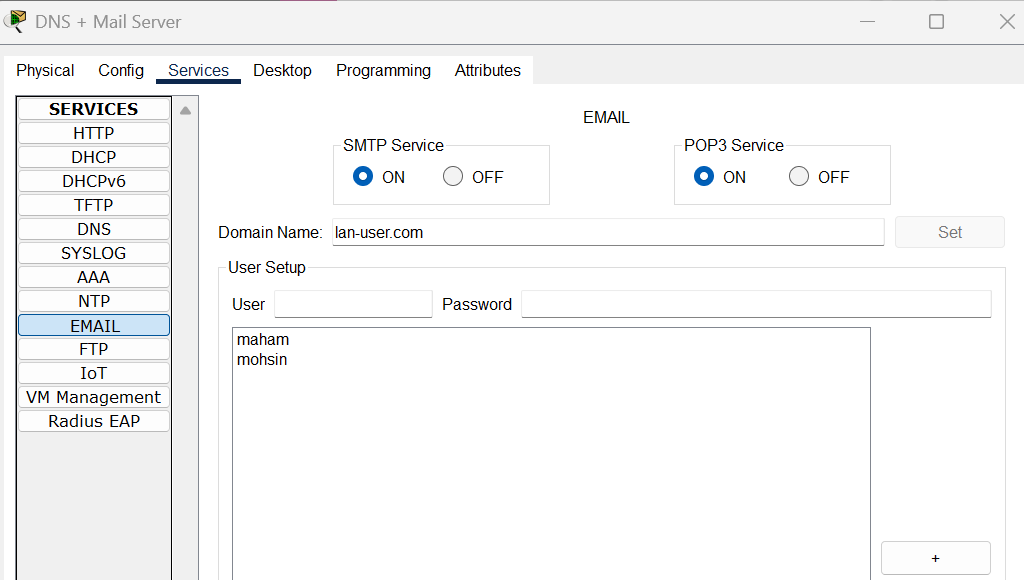 DNS + Mail Server
Physical Config Services Desktop Programming Attributes
SERVICES
HTTP
DHCP
DHCPv6
TFTP
DNS
SYSLOG
AAA
NTP
EMAIL
FTP
IoT
VM Management
Radius EAP
EMAIL
SMTP Service
ON OFF
POP3 Service
ON OFF
Domain Name: lan-user.com Set
User Setup
User Password
maham
mohsin
+